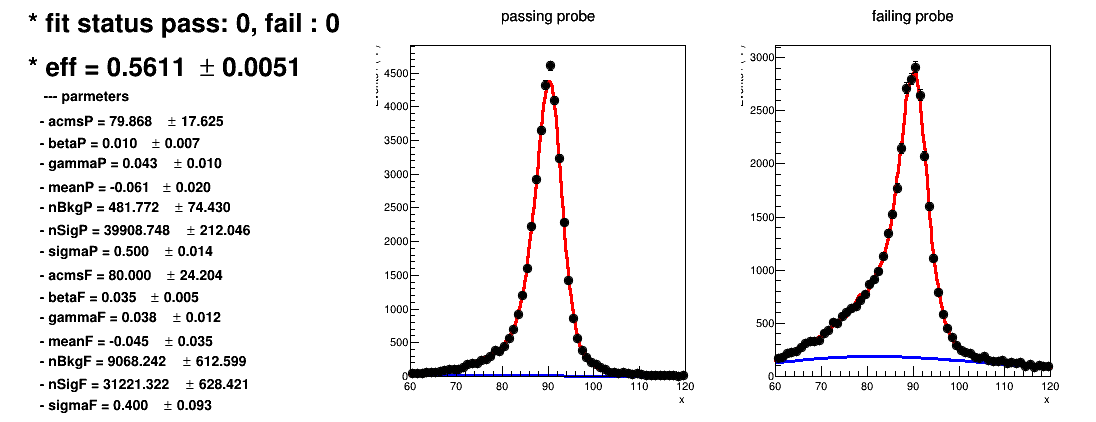 * fit status pass: 0, fail : 0
* eff = 0.5611 ± 0.0051
--- parmeters
- acmsP = 79.868 ± 17.625
- betaP = 0.010 ± 0.007
- gammaP = 0.043 ± 0.010
- meanP = -0.061 ± 0.020
- nBkgP = 481.772 ± 74.430
- nSigP = 39908.748 ± 212.046
- sigmaP = 0.500 ± 0.014
- acmsF = 80.000 ± 24.204
- betaF = 0.035 ± 0.005
- gammaF = 0.038 ± 0.012
- meanF = -0.045 ± 0.035
- nBkgF = 9068.242 ± 612.599
- nSigF = 31221.322 ± 628.421
- sigmaF = 0.400 ± 0.093
passing probe
4500
4000
3500
3000
2500
2000
1500
1000
500
0
60 70 80 90 100 110 120
x
failing probe
3000
2500
2000
1500
1000
500
0
60 70 80 90 100 110 120
x